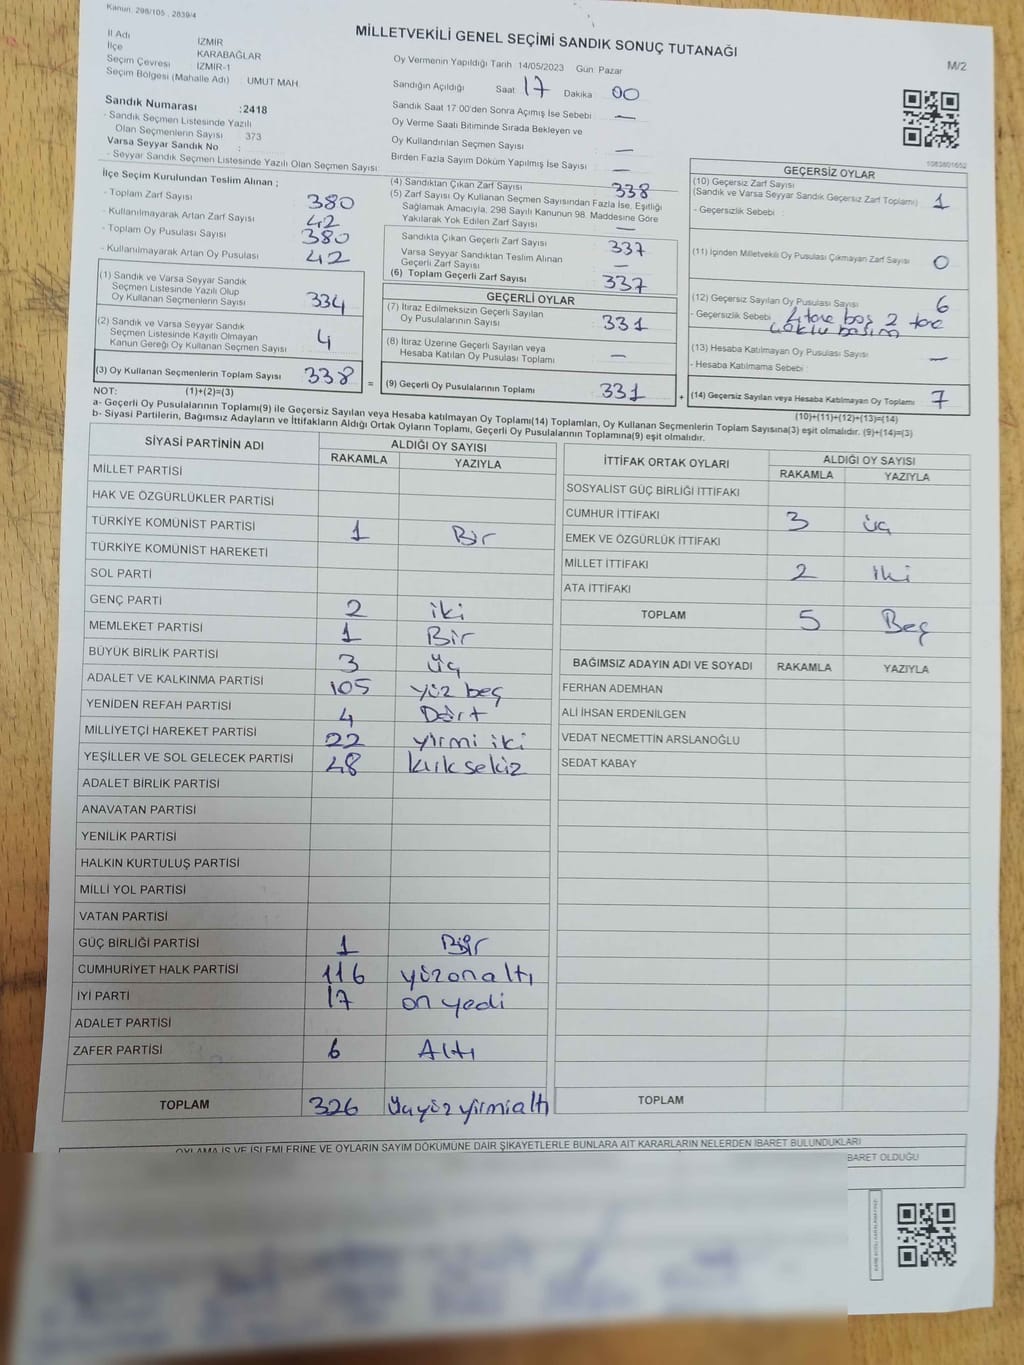 Kanun: 298/105 , 2839/4
MİLLETVEKİLİ GENEL SEÇİMİ SANDIK SONUÇ TUTANAĞI
M/2
İl Adı İZMİR
İlçe KARABAĞLAR
Seçim Çevresi İZMİR-1
Seçim Bölgesi (Mahalle Adı) UMUT MAH
Sandık Numarası :2418
- Sandık Seçmen Listesinde Yazılı
Olan Seçmenlerin Sayısı 373
Varsa Seyyar Sandık No :
- Seyyar Sandık Seçmen Listesinde Yazılı Olan Seçmen Sayısı:
Oy Vermenin Yapıldığı Tarih :14/05/2023 Gün: Pazar
Sandığın Açıldığı Saat 17 Dakika 00
Sandık Saat 17:00'den Sonra Açımış İse Sebebi —
Oy Verme Saati Bitiminde Sırada Bekleyen ve
Oy Kullandırılan Seçmen Sayısı —
Birden Fazla Sayım Döküm Yapılmış İse Sayısı —
İlçe Seçim Kurulundan Teslim Alınan ;
- Toplam Zarf Sayısı 380
- Kullanılmayarak Artan Zarf Sayısı 42
- Toplam Oy Pusulası Sayısı 380
- Kullanılmayarak Artan Oy Pusulası 42
(1) Sandık ve Varsa Seyyar Sandık
Seçmen Listesinde Yazılı Olup
Oy Kullanan Seçmenlerin Sayısı 334
(2) Sandık ve Varsa Seyyar Sandık
Seçmen Listesinde Kayıtlı Olmayan
Kanun Gereği Oy Kullanan Seçmen Sayısı 4
(3) Oy Kullanan Seçmenlerin Toplam Sayısı 338 =
(4) Sandıktan Çıkan Zarf Sayısı 338
(5) Zarf Sayısı Oy Kullanan Seçmen Sayısından Fazla İse, Eşitliği
Sağlamak Amacıyla, 298 Sayılı Kanunun 98. Maddesine Göre
Yakılarak Yok Edilen Zarf Sayısı —
Sandıkta Çıkan Geçerli Zarf Sayısı 337
Varsa Seyyar Sandıktan Teslim Alınan
Geçerli Zarf Sayısı —
(6) Toplam Geçerli Zarf Sayısı 337
GEÇERLİ OYLAR
(7) İtiraz Edilmeksizin Geçerli Sayılan
Oy Pusulalarının Sayısı 331
(8) İtiraz Üzerine Geçerli Sayılan veya
Hesaba Katılan Oy Pusulası Toplamı —
(9) Geçerli Oy Pusulalarının Toplamı 331 +
1083801652
GEÇERSİZ OYLAR
(10) Geçersiz Zarf Sayısı
(Sandık ve Varsa Seyyar Sandık Geçersiz Zarf Toplamı) 1
- Geçersizlik Sebebi :
(11) İçinden Milletvekili Oy Pusulası Çıkmayan Zarf Sayısı 0
(12) Geçersiz Sayılan Oy Pusulası Sayısı 6
- Geçersizlik Sebebi 4 tane boş 2 tane
çoklu basım
(13) Hesaba Katılmayan Oy Pusulası Sayısı —
- Hesaba Katılmama Sebebi :
(14) Geçersiz Sayılan veya Hesaba Katılmayan Oy Toplamı 7
NOT: (1)+(2)=(3)
(10)+(11)+(12)+(13)=(14)
a- Geçerli Oy Pusulalarının Toplamı(9) ile Geçersiz Sayılan veya Hesaba katılmayan Oy Toplamı(14) Toplamları, Oy Kullanan Seçmenlerin Toplam Sayısına(3) eşit olmalıdır. (9)+(14)=(3)
b- Siyasi Partilerin, Bağımsız Adayların ve İttifakların Aldığı Ortak Oyların Toplamı, Geçerli Oy Pusulalarının Toplamına(9) eşit olmalıdır.
SİYASİ PARTİNİN ADI ALDIĞI OY SAYISI
RAKAMLA YAZIYLA
MİLLET PARTİSİ
HAK VE ÖZGÜRLÜKLER PARTİSİ
TÜRKİYE KOMÜNİST PARTİSİ 1 Bir
TÜRKİYE KOMÜNİST HAREKETİ
SOL PARTİ
GENÇ PARTİ 2 iki
MEMLEKET PARTİSİ 1 Bir
BÜYÜK BİRLİK PARTİSİ 3 Üç
ADALET VE KALKINMA PARTİSİ 105 yüz beş
YENİDEN REFAH PARTİSİ 4 Dört
MİLLİYETÇİ HAREKET PARTİSİ 22 yirmi iki
YEŞİLLER VE SOL GELECEK PARTİSİ 48 kırk sekiz
ADALET BİRLİK PARTİSİ
ANAVATAN PARTİSİ
YENİLİK PARTİSİ
HALKIN KURTULUŞ PARTİSİ
MİLLİ YOL PARTİSİ
VATAN PARTİSİ
GÜÇ BİRLİĞİ PARTİSİ 1 Bir
CUMHURİYET HALK PARTİSİ 116 yüzonaltı
İYİ PARTİ 17 on yedi
ADALET PARTİSİ
ZAFER PARTİSİ 6 Altı
TOPLAM 326 Üçyüz yirmialtı
İTTİFAK ORTAK OYLARI ALDIĞI OY SAYISI
RAKAMLA YAZIYLA
SOSYALİST GÜÇ BİRLİĞİ İTTİFAKI
CUMHUR İTTİFAKI 3 üç
EMEK VE ÖZGÜRLÜK İTTİFAKI
MİLLET İTTİFAKI 2 iki
ATA İTTİFAKI
TOPLAM 5 Beş
BAĞIMSIZ ADAYIN ADI VE SOYADI RAKAMLA YAZIYLA
FERHAN ADEMHAN
ALİ İHSAN ERDENİLGEN
VEDAT NECMETTİN ARSLANOĞLU
SEDAT KABAY
TOPLAM
OYLAMA İŞ VE İŞLEMLERİNE VE OYLARIN SAYIM DÖKÜMÜNE DAİR ŞİKAYETLERLE BUNLARA AİT KARARLARIN NELERDEN İBARET BULUNDUKLARI
BARET OLDUĞU